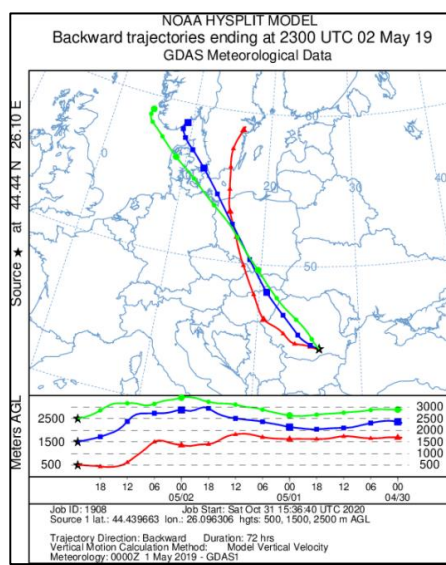 NOAA HYSPLIT MODEL
Backward trajectories ending at 2300 UTC 02 May 19
GDAS Meteorological Data
Source ★ at 44.44 N 26.10 E
60
20
30
50
Meters AGL
2500
1500
500
3000
2500
2000
1500
1000
500
18 12 06 00 18 12 06 00 18 12 06 00
05/02 05/01 04/30
Job ID: 1908 Job Start: Sat Oct 31 15:36:40 UTC 2020
Source 1 lat.: 44.439663 lon.: 26.096306 hgts: 500, 1500, 2500 m AGL
Trajectory Direction: Backward Duration: 72 hrs
Vertical Motion Calculation Method: Model Vertical Velocity
Meteorology: 0000Z 1 May 2019 - GDAS1